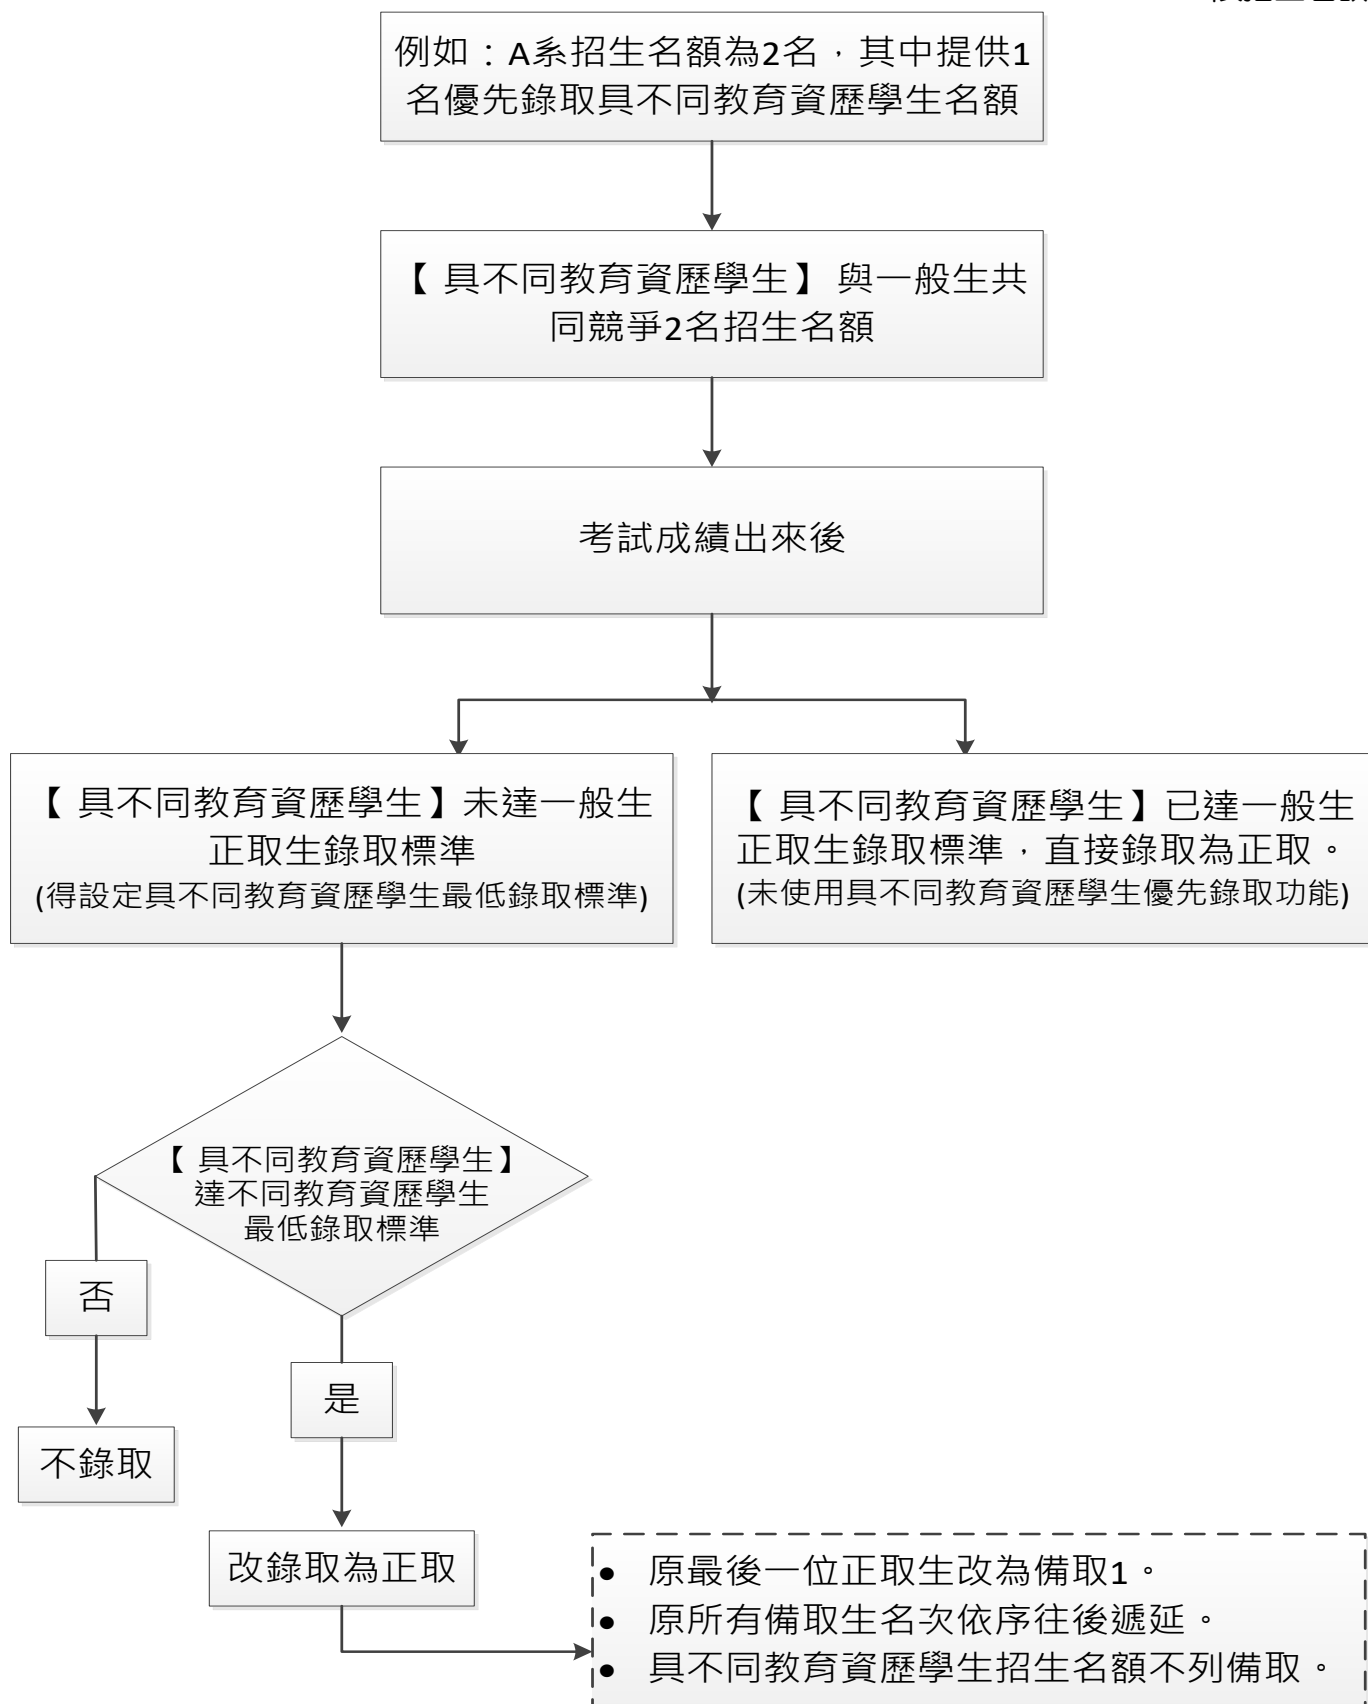 例如：A系招生名額為2名，其中提供1
名優先錄取具不同教育資歷學生名額
【 具不同教育資歷學生】 與一般生共
同競爭2名招生名額
考試成績出來後
【 具不同教育資歷學生】未達一般生
正取生錄取標準
(得設定具不同教育資歷學生最低錄取標準)
【 具不同教育資歷學生】已達一般生
正取生錄取標準，直接錄取為正取。
(未使用具不同教育資歷學生優先錄取功能)
【 具不同教育資歷學生】
達不同教育資歷學生
最低錄取標準
否
是
不錄取
改錄取為正取
• 原最後一位正取生改為備取1。
• 原所有備取生名次依序往後遞延。
• 具不同教育資歷學生招生名額不列備取。